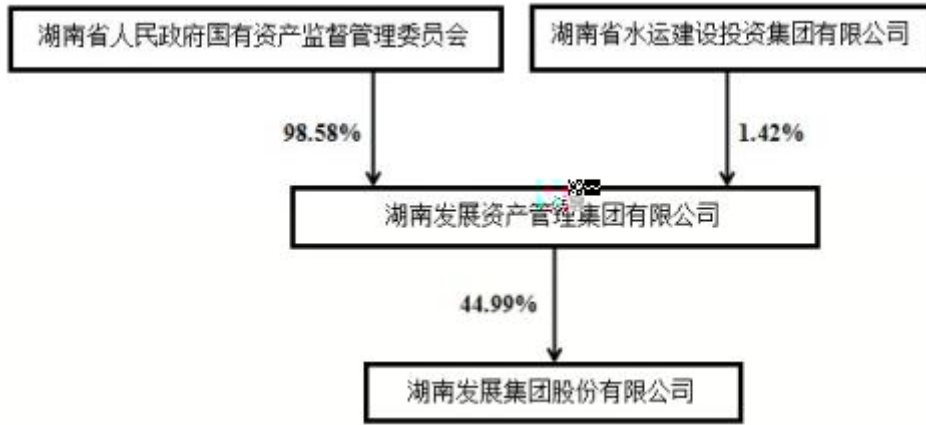 湖南省人民政府国有资产监督管理委员会
湖南省水运建设投资集团有限公司
98.58%
1.42%
湖南发展资产管理集团有限公司
44.99%
湖南发展集团股份有限公司